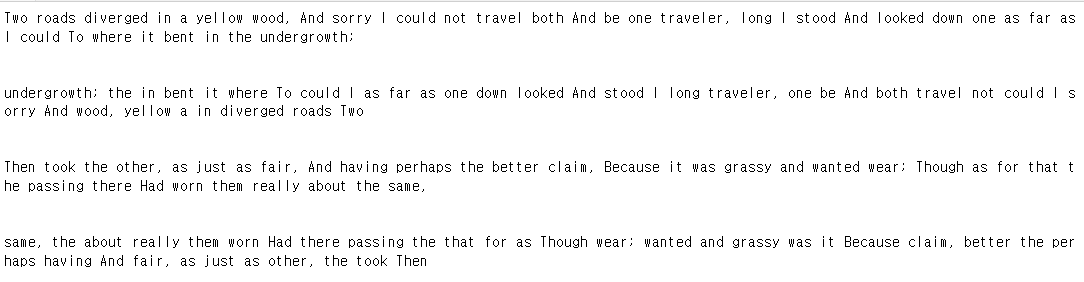 Two roads diverged in a yellow wood, And sorry I could not travel both And be one traveler, long I stood And looked down one as far as
I could To where it bent in the undergrowth;
undergrowth; the in bent it where To could I as far as one down looked And stood I long traveler, one be And both travel not could I s
orry And wood, yellow a in diverged roads Two
Then took the other, as just as fair, And having perhaps the better claim, Because it was grassy and wanted wear; Though as for that t
he passing there Had worn them really about the same,
same, the about really them worn Had there passing the that for as Though wear; wanted and grassy was it Because claim, better the per
haps having And fair, as just as other, the took Then